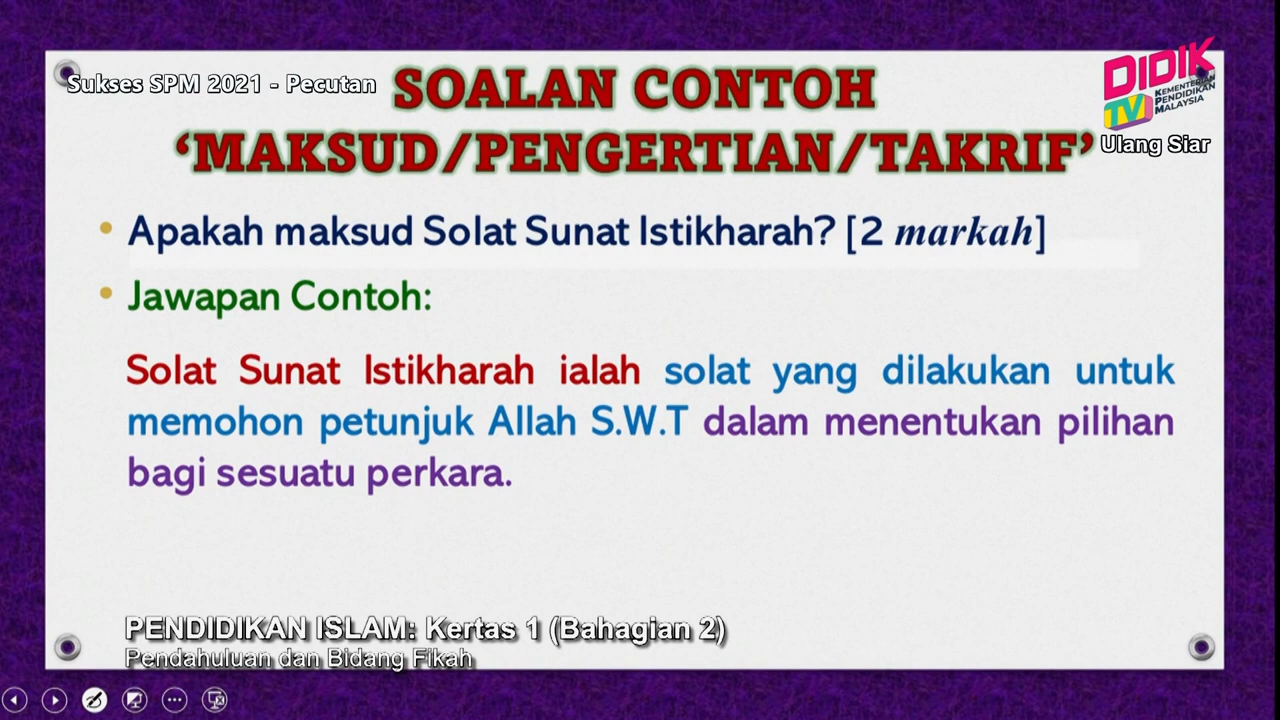 Sukses SPM 2021 - Pecutan
SOALAN CONTOH
‘MAKSUD/PENGERTIAN/TAKRIF’
DIDIK
TV
KEMENTERIAN
PENDIDIKAN
MALAYSIA
Ulang Siar
• Apakah maksud Solat Sunat Istikharah? [2 markah]
• Jawapan Contoh:
Solat Sunat Istikharah ialah solat yang dilakukan untuk
memohon petunjuk Allah S.W.T dalam menentukan pilihan
bagi sesuatu perkara.
PENDIDIKAN ISLAM: Kertas 1 (Bahagian 2)
Pendahuluan dan Bidang Fikah